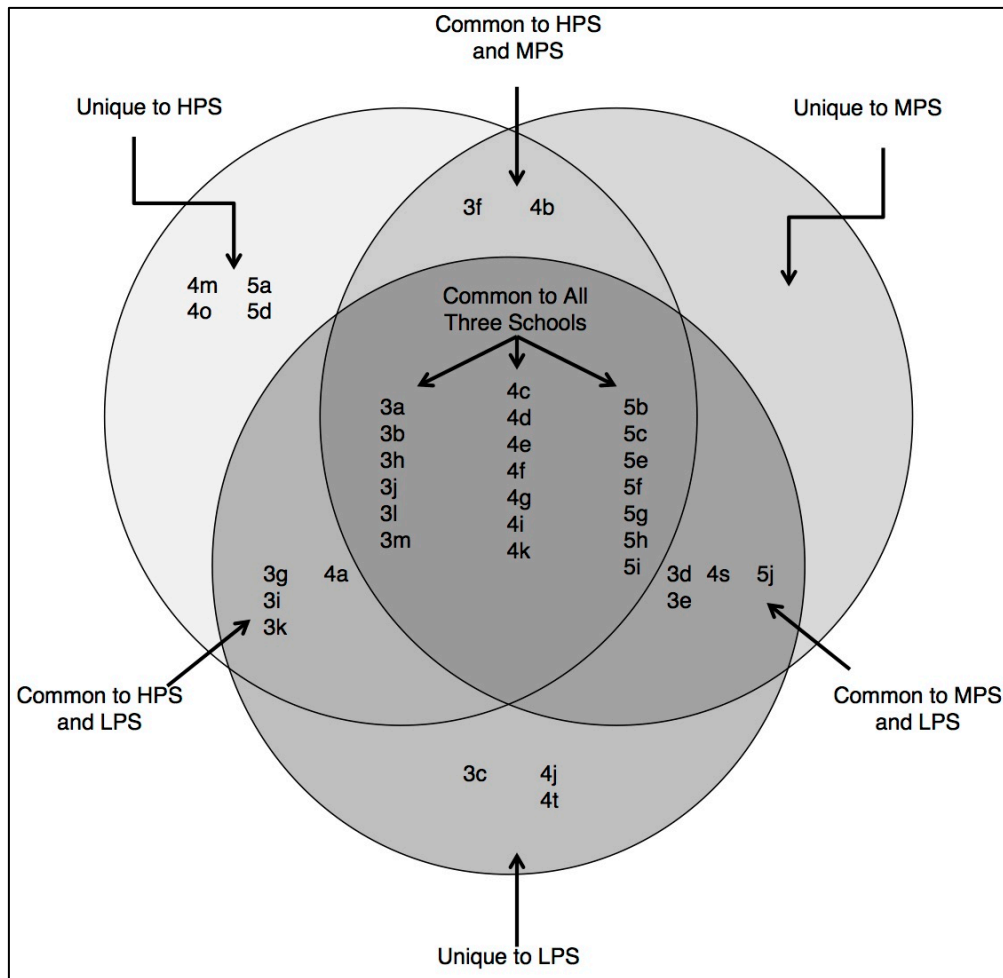 Common to HPS
and MPS
Unique to HPS
Unique to MPS
3f 4b
4m 5a
4o 5d
Common to All
Three Schools
3a
3b
3h
3j
3l
3m
4c
4d
4e
4f
4g
4i
4k
5b
5c
5e
5f
5g
5h
5i
3g 4a
3i
3k
3d 4s 5j
3e
Common to HPS
and LPS
Common to MPS
and LPS
3c 4j
4t
Unique to LPS